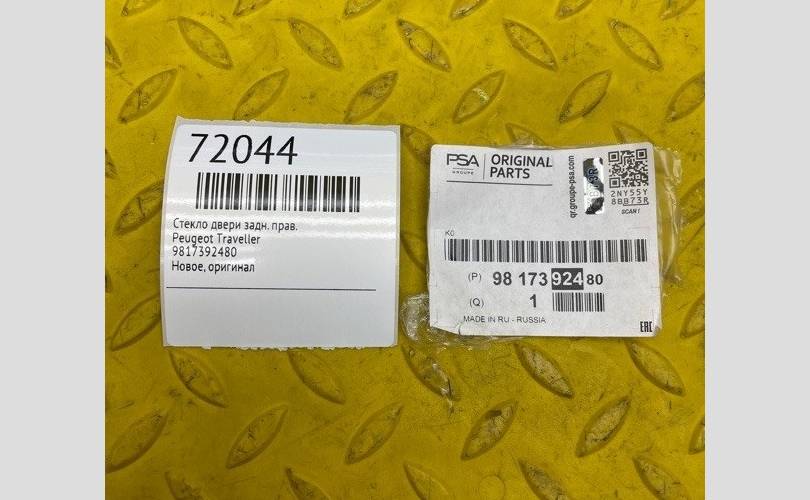 72044
Стекло двери задн. прав.
Peugeot Traveller
9817392480
Новое, оригинал
PSA
GROUPE
ORIGINAL
PARTS
qr.groupe-psa.com
2NY55Y
8BB73R
SCAN !
K0
(P) 98 173 924 80
(Q) 1
MADE IN RU - RUSSIA
EAC